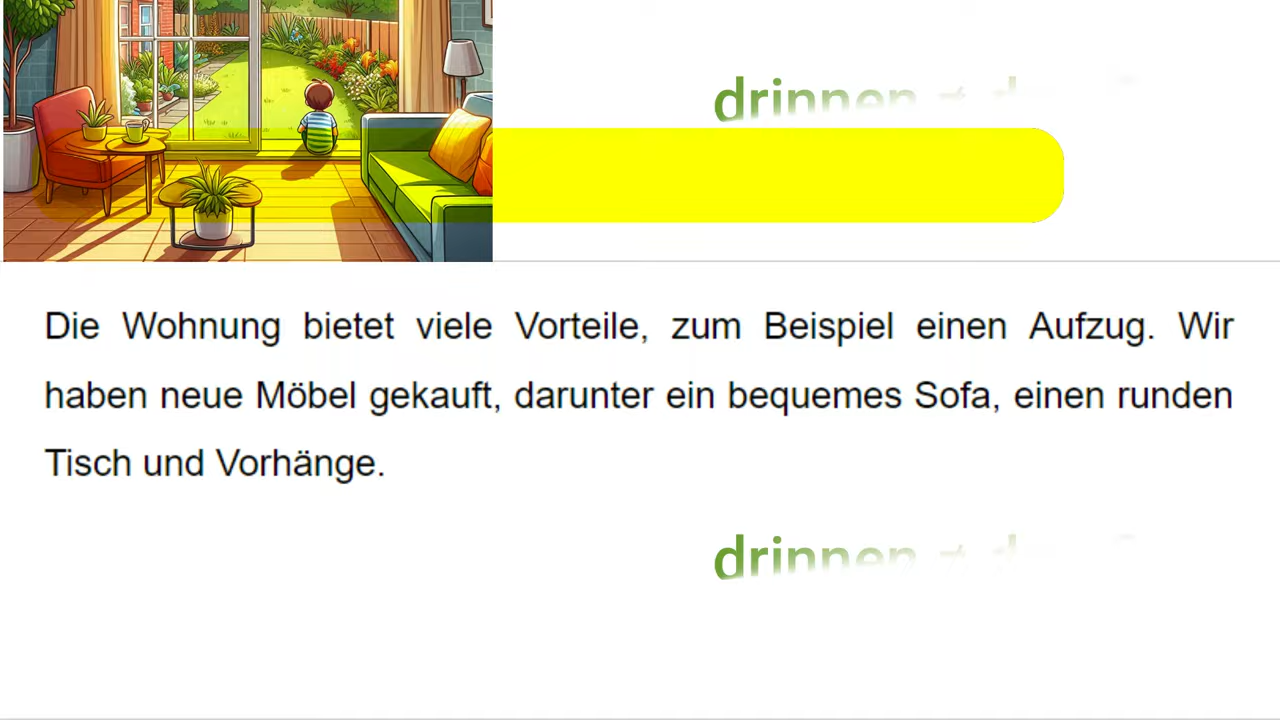 drinnen ≠
Die Wohnung bietet viele Vorteile, zum Beispiel einen Aufzug. Wir
haben neue Möbel gekauft, darunter ein bequemes Sofa, einen runden
Tisch und Vorhänge.
drinnen ≠